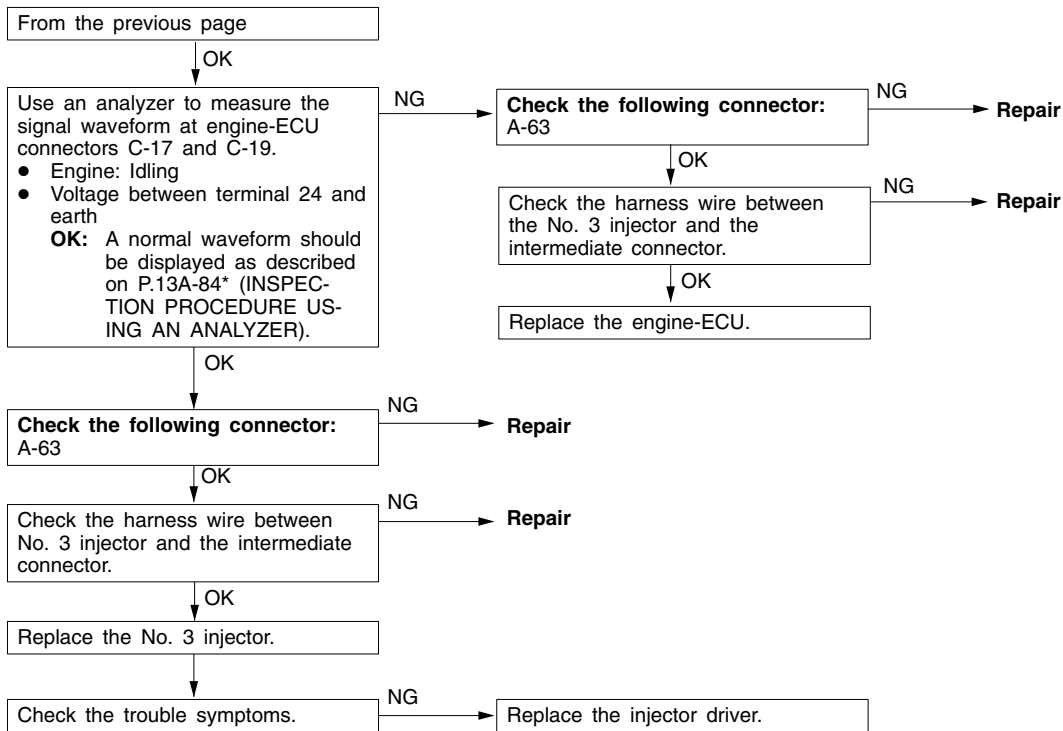 From the previous page
OK
Use an analyzer to measure the
signal waveform at engine-ECU
connectors C-17 and C-19.
● Engine: Idling
● Voltage between terminal 24 and
earth
OK: A normal waveform should
be displayed as described
on P.13A-84* (INSPEC-
TION PROCEDURE US-
ING AN ANALYZER).
NG
Check the following connector:
A-63
NG
Repair
OK
Check the harness wire between
the No. 3 injector and the
intermediate connector.
NG
Repair
OK
Replace the engine-ECU.
OK
Check the following connector:
A-63
NG
Repair
OK
Check the harness wire between
No. 3 injector and the intermediate
connector.
NG
Repair
OK
Replace the No. 3 injector.
Check the trouble symptoms.
NG
Replace the injector driver.